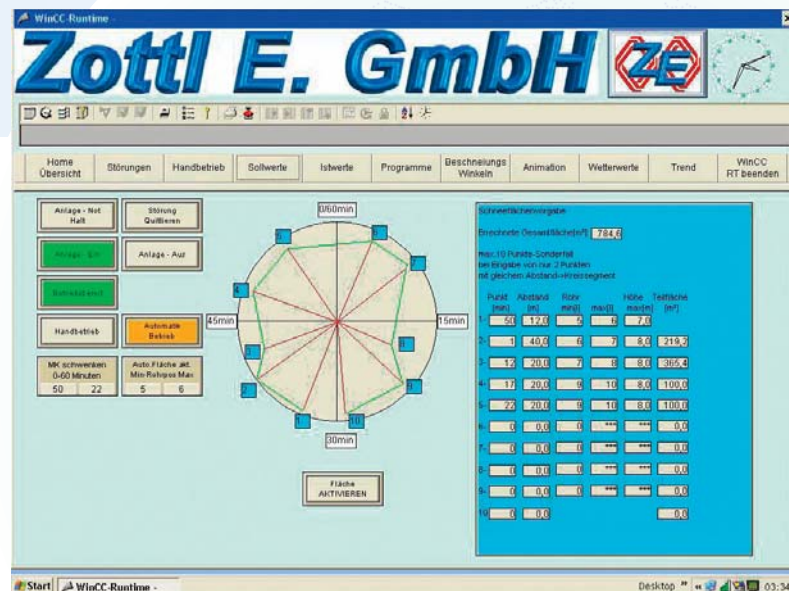 WinCC-Runtime -
Zottl E. GmbH
ZE
Home Übersicht
Störungen
Handbetrieb
Sollwerte
Istwerte
Programme
Beschneiungs Winkeln
Animation
Wetterwerte
Trend
WinCC RT beenden
Anlage - Not Halt
Störung Quittieren
Anlage - Ein
Anlage - Aus
Betriebsbereit
Handbetrieb
Automatik Betrieb
MK schwenken
0-60 Minuten
50 22
Auto.Fläche akt.
Min-Rohrpos Max
5 6
0/60min
15min
30min
45min
5
6
4
3
8
2
9
1
10
Fläche
AKTIVIEREN
Schneeflächenvorgabe
Errechnete Gesamtfläche[m²] 784,6
max.10 Punkte-Sonderfall
bei Eingabe von nur 2 Punkten
mit gleichem Abstand->Kreissegment
Punkt Abstand Rohr Höhe Teilfläche
[min] [m] min[l] max[l] max[m] [m²]
1- 50 12,0 5 6 7,0
2- 1 40,0 6 7 8,0 219,2
3- 12 20,0 7 8 8,0 365,4
4- 17 20,0 9 10 8,0 100,0
5- 22 20,0 9 10 8,0 100,0
6- 0 0,0 0 *** *** 0,0
7- 0 0,0 0 *** *** 0,0
8- 0 0,0 0 *** *** 0,0
9- 0 0,0 0 *** *** 0,0
10 0 0,0 0,0
Start WinCC-Runtime - Desktop » « 03:34